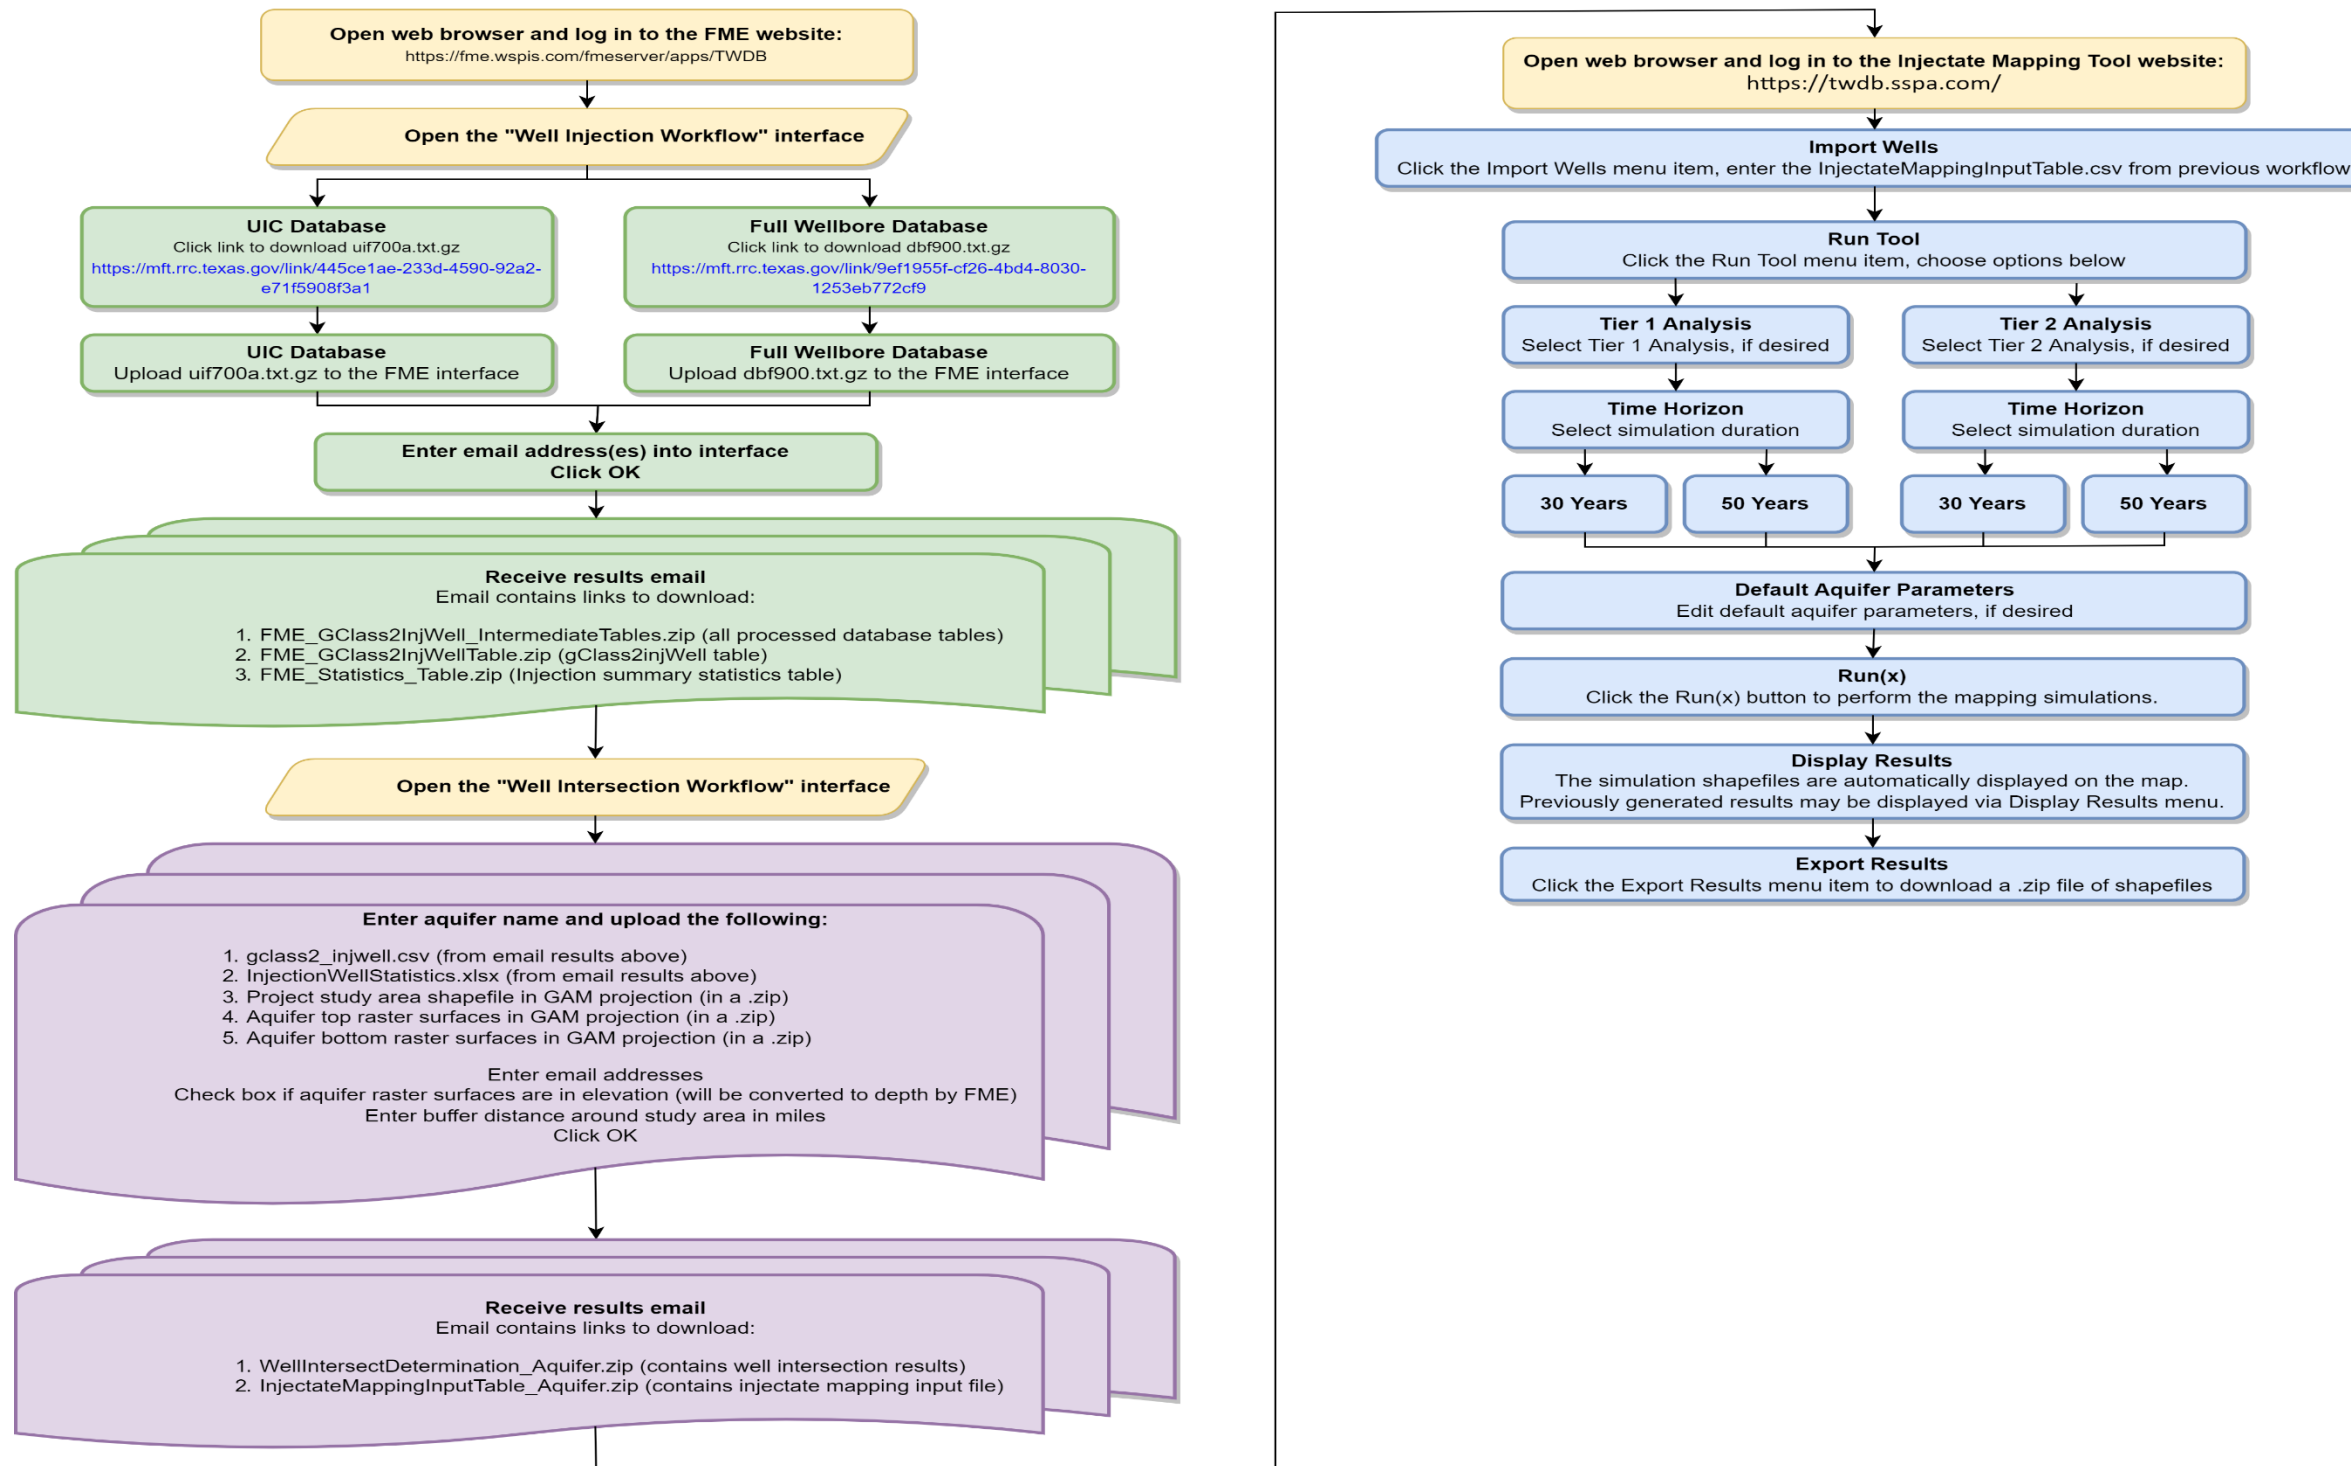 Open web browser and log in to the FME website:
https://fme.wspis.com/fmeserver/apps/TWDB
Open the "Well Injection Workflow" interface
UIC Database
Click link to download uif700a.txt.gz
https://mft.rrc.texas.gov/link/445ce1ae-233d-4590-92a2-
e71f5908f3a1
Full Wellbore Database
Click link to download dbf900.txt.gz
https://mft.rrc.texas.gov/link/9ef1955f-cf26-4bd4-8030-
1253eb772cf9
UIC Database
Upload uif700a.txt.gz to the FME interface
Full Wellbore Database
Upload dbf900.txt.gz to the FME interface
Enter email address(es) into interface
Click OK
Receive results email
Email contains links to download:
1. FME_GClass2InjWell_IntermediateTables.zip (all processed database tables)
2. FME_GClass2InjWellTable.zip (gClass2injWell table)
3. FME_Statistics_Table.zip (Injection summary statistics table)
Open the "Well Intersection Workflow" interface
Enter aquifer name and upload the following:
1. gclass2_injwell.csv (from email results above)
2. InjectionWellStatistics.xlsx (from email results above)
3. Project study area shapefile in GAM projection (in a .zip)
4. Aquifer top raster surfaces in GAM projection (in a .zip)
5. Aquifer bottom raster surfaces in GAM projection (in a .zip)
Enter email addresses
Check box if aquifer raster surfaces are in elevation (will be converted to depth by FME)
Enter buffer distance around study area in miles
Click OK
Receive results email
Email contains links to download:
1. WellIntersectDetermination_Aquifer.zip (contains well intersection results)
2. InjectateMappingInputTable_Aquifer.zip (contains injectate mapping input file)
Open web browser and log in to the Injectate Mapping Tool website:
https://twdb.sspa.com/
Import Wells
Click the Import Wells menu item, enter the InjectateMappingInputTable.csv from previous workflow
Run Tool
Click the Run Tool menu item, choose options below
Tier 1 Analysis
Select Tier 1 Analysis, if desired
Tier 2 Analysis
Select Tier 2 Analysis, if desired
Time Horizon
Select simulation duration
Time Horizon
Select simulation duration
30 Years
50 Years
30 Years
50 Years
Default Aquifer Parameters
Edit default aquifer parameters, if desired
Run(x)
Click the Run(x) button to perform the mapping simulations.
Display Results
The simulation shapefiles are automatically displayed on the map.
Previously generated results may be displayed via Display Results menu.
Export Results
Click the Export Results menu item to download a .zip file of shapefiles